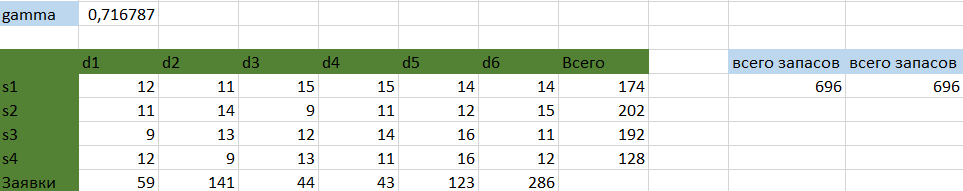 gamma 0,716787
d1 d2 d3 d4 d5 d6 Всего всего запасов всего запасов
s1 12 11 15 15 14 14 174 696 696
s2 11 14 9 11 12 15 202
s3 9 13 12 14 16 11 192
s4 12 9 13 11 16 12 128
Заявки 59 141 44 43 123 286